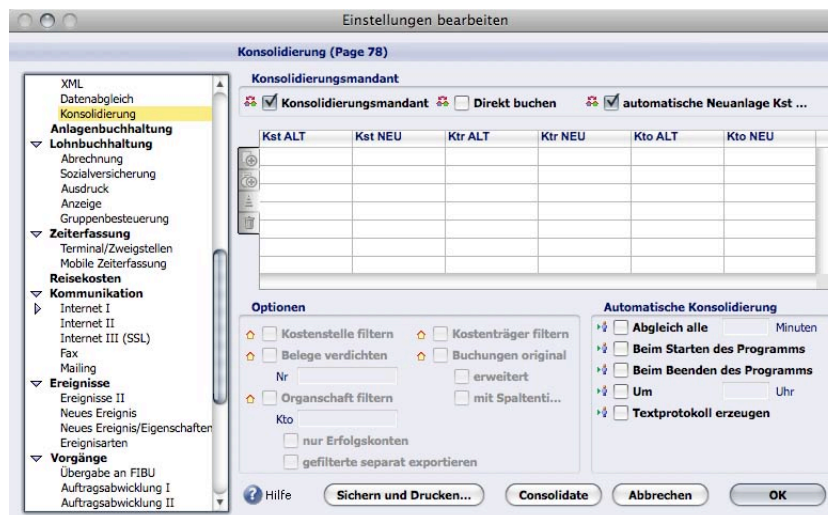 Einstellungen bearbeiten
Konsolidierung (Page 78)
XML
Datenabgleich
Konsolidierung
Anlagenbuchhaltung
Lohnbuchhaltung
Abrechnung
Sozialversicherung
Ausdruck
Anzeige
Gruppenbesteuerung
Zeiterfassung
Terminal/Zweigstellen
Mobile Zeiterfassung
Reisekosten
Kommunikation
Internet I
Internet II
Internet III (SSL)
Fax
Mailing
Ereignisse
Ereignisse II
Neues Ereignis
Neues Ereignis/Eigenschaften
Ereignisarten
Vorgänge
Übergabe an FIBU
Auftragsabwicklung I
Auftragsabwicklung II
Konsolidierungsmandant
Konsolidierungsmandant Direkt buchen automatische Neuanlage Kst ...
Kst ALT Kst NEU Ktr ALT Ktr NEU Kto ALT Kto NEU
Optionen
Kostenstelle filtern Kostenträger filtern
Belege verdichten Buchungen original
Nr erweitert
Organschaft filtern mit Spaltenti...
Kto
nur Erfolgskonten
gefilterte separat exportieren
Automatische Konsolidierung
Abgleich alle Minuten
Beim Starten des Programms
Beim Beenden des Programms
Um Uhr
Textprotokoll erzeugen
Hilfe Sichern und Drucken... Consolidate Abbrechen OK